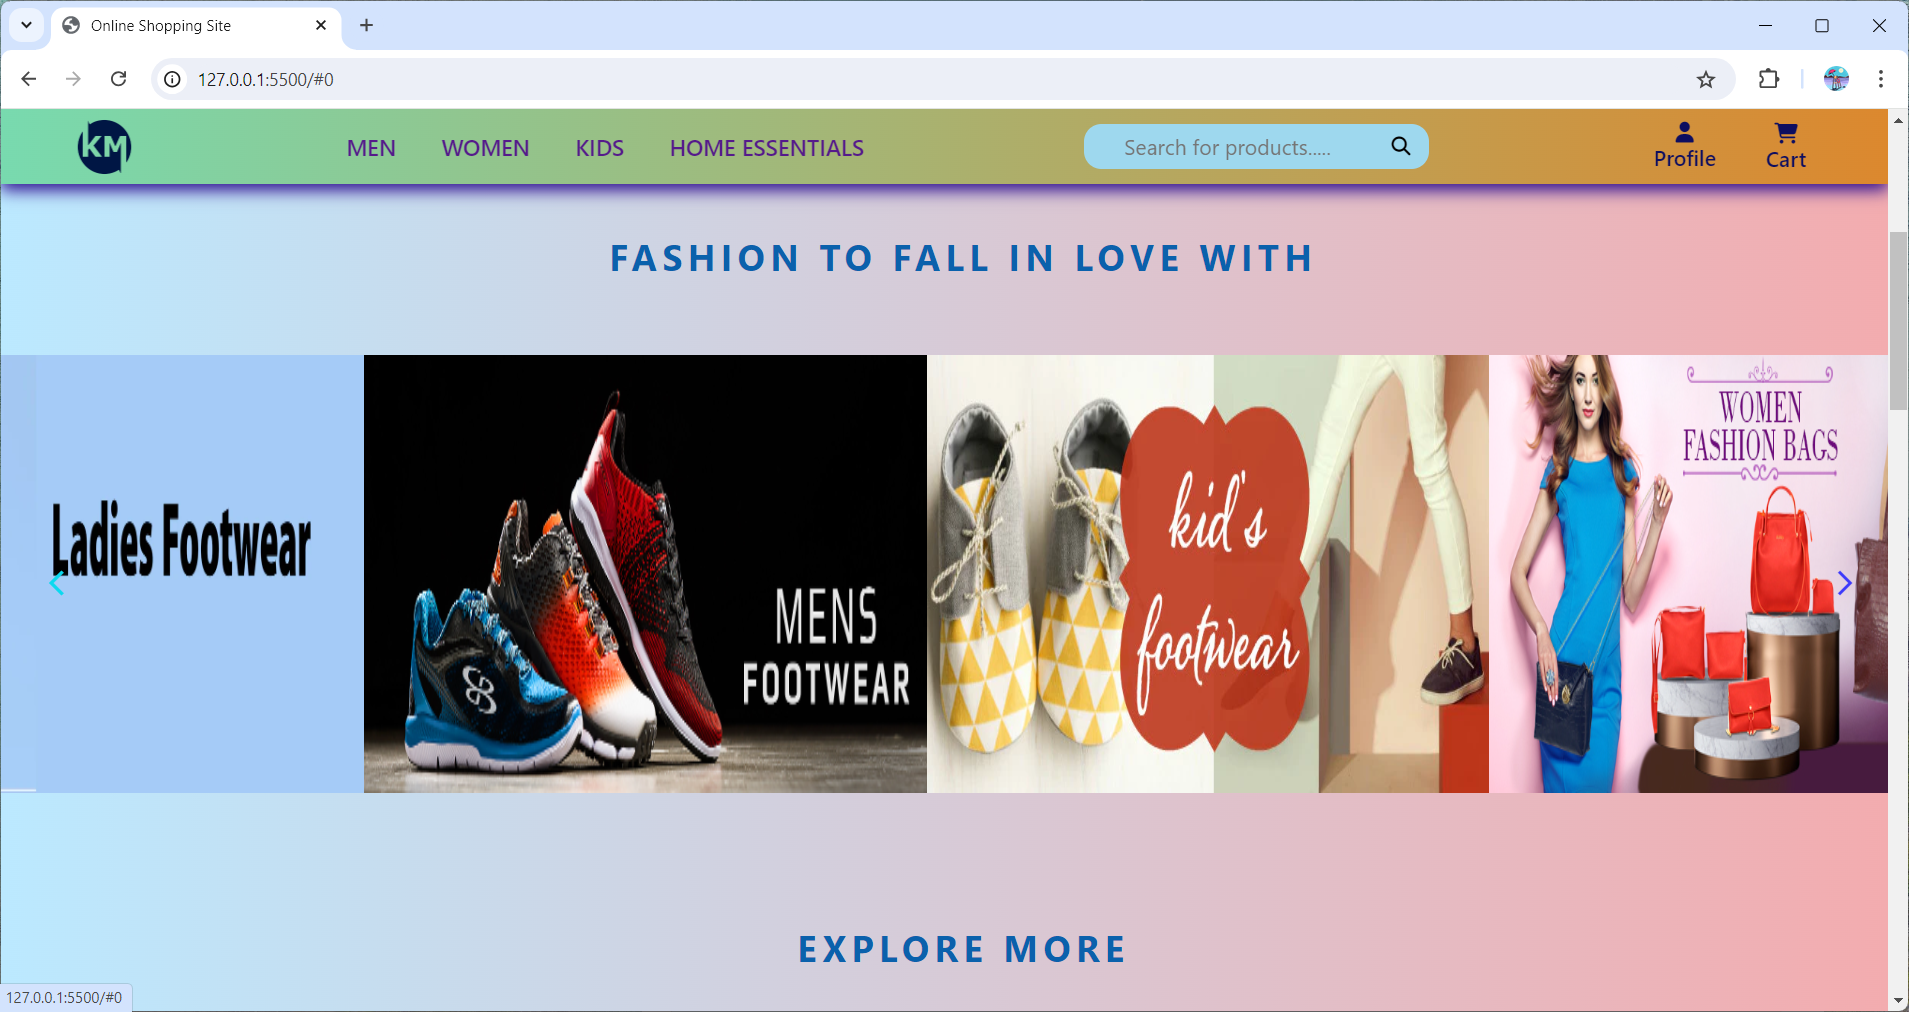 Online Shopping Site
127.0.0.1:5500/#0
KM
MEN
WOMEN
KIDS
HOME ESSENTIALS
Search for products.....
Profile
Cart
FASHION TO FALL IN LOVE WITH
Ladies Footwear
MENS
FOOTWEAR
kid's
footwear
WOMEN
FASHION BAGS
EXPLORE MORE
127.0.0.1:5500/#0